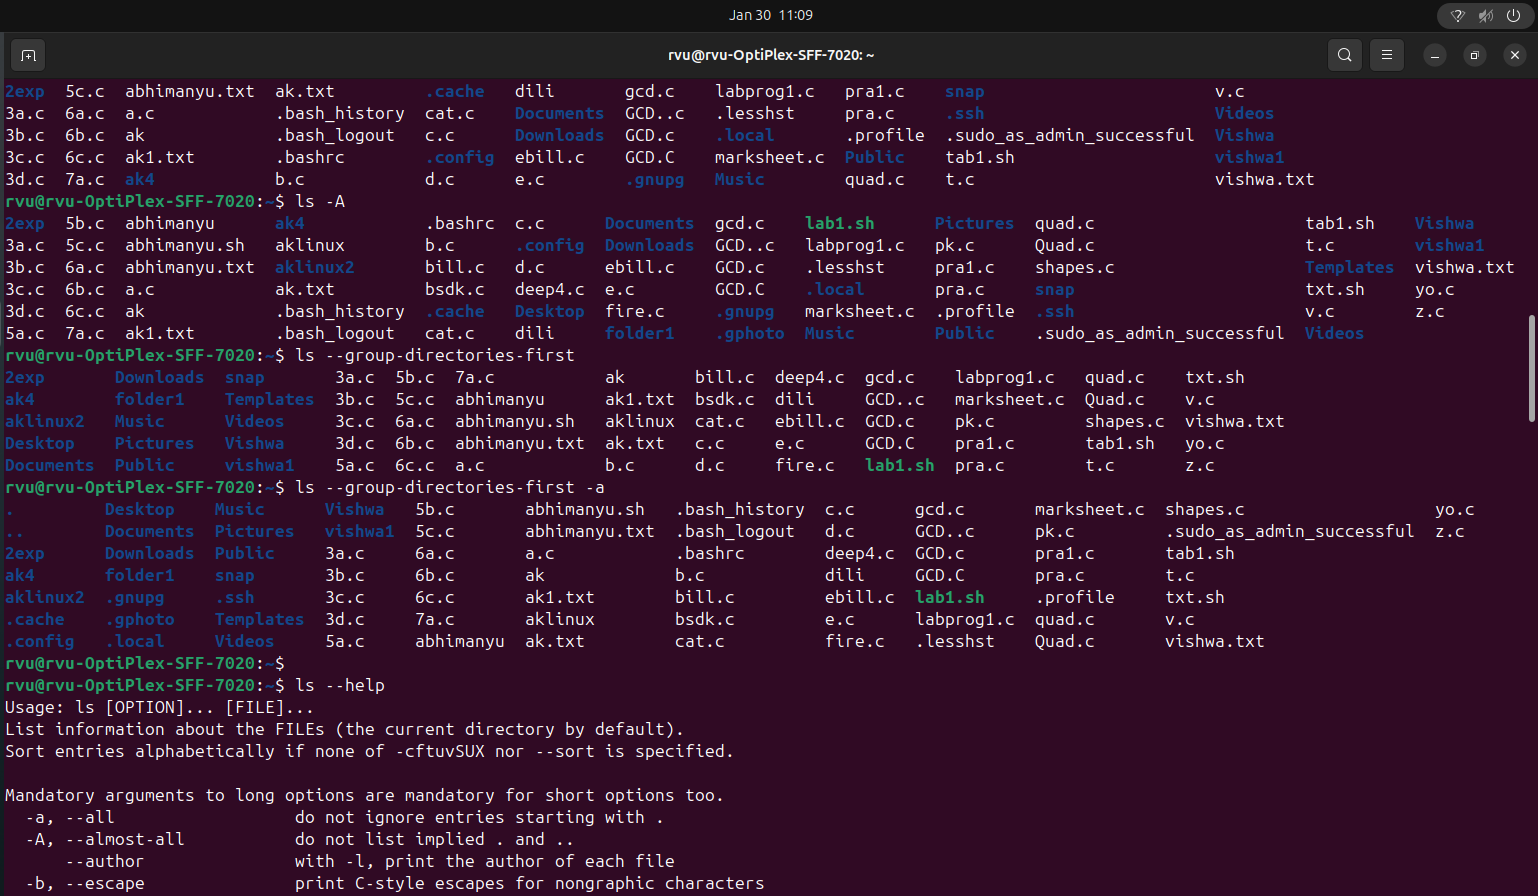 Jan 30 11:09
rvu@rvu-OptiPlex-SFF-7020: ~
2exp 5c.c abhimanyu.txt ak.txt .cache dili gcd.c labprog1.c pra1.c snap v.c
3a.c 6a.c a.c .bash_history cat.c Documents GCD..c .lesshst pra.c .ssh Videos
3b.c 6b.c ak .bash_logout c.c Downloads GCD.c .local .profile .sudo_as_admin_successful Vishwa
3c.c 6c.c ak1.txt .bashrc .config ebill.c GCD.C marksheet.c Public tab1.sh vishwa1
3d.c 7a.c ak4 b.c d.c e.c .gnupg Music quad.c t.c vishwa.txt
rvu@rvu-OptiPlex-SFF-7020:~$ ls -A
2exp 5b.c abhimanyu ak4 .bashrc c.c Documents gcd.c lab1.sh Pictures quad.c tab1.sh Vishwa
3a.c 5c.c abhimanyu.sh aklinux b.c .config Downloads GCD..c labprog1.c pk.c Quad.c t.c vishwa1
3b.c 6a.c abhimanyu.txt aklinux2 bill.c d.c ebill.c GCD.c .lesshst pra1.c shapes.c Templates vishwa.txt
3c.c 6b.c a.c ak.txt bsdk.c deep4.c e.c GCD.C .local pra.c snap txt.sh yo.c
3d.c 6c.c ak .bash_history .cache Desktop fire.c .gnupg marksheet.c .profile .ssh v.c z.c
5a.c 7a.c ak1.txt .bash_logout cat.c dili folder1 .gphoto Music Public .sudo_as_admin_successful Videos
rvu@rvu-OptiPlex-SFF-7020:~$ ls --group-directories-first
2exp Downloads snap 3a.c 5b.c 7a.c ak bill.c deep4.c gcd.c labprog1.c quad.c txt.sh
ak4 folder1 Templates 3b.c 5c.c abhimanyu ak1.txt bsdk.c dili GCD..c marksheet.c Quad.c v.c
aklinux2 Music Videos 3c.c 6a.c abhimanyu.sh aklinux cat.c ebill.c GCD.c pk.c shapes.c vishwa.txt
Desktop Pictures Vishwa 3d.c 6b.c abhimanyu.txt ak.txt c.c e.c GCD.C pra1.c tab1.sh yo.c
Documents Public vishwa1 5a.c 6c.c a.c b.c d.c fire.c lab1.sh pra.c t.c z.c
rvu@rvu-OptiPlex-SFF-7020:~$ ls --group-directories-first -a
. Desktop Music Vishwa 5b.c abhimanyu.sh .bash_history c.c gcd.c marksheet.c shapes.c yo.c
.. Documents Pictures vishwa1 5c.c abhimanyu.txt .bash_logout d.c GCD..c pk.c .sudo_as_admin_successful z.c
2exp Downloads Public 3a.c 6a.c a.c .bashrc deep4.c GCD.c pra1.c tab1.sh
ak4 folder1 snap 3b.c 6b.c ak b.c dili GCD.C pra.c t.c
aklinux2 .gnupg .ssh 3c.c 6c.c ak1.txt bill.c ebill.c lab1.sh .profile txt.sh
.cache .gphoto Templates 3d.c 7a.c aklinux bsdk.c e.c labprog1.c quad.c v.c
.config .local Videos 5a.c abhimanyu ak.txt cat.c fire.c .lesshst Quad.c vishwa.txt
rvu@rvu-OptiPlex-SFF-7020:~$
rvu@rvu-OptiPlex-SFF-7020:~$ ls --help
Usage: ls [OPTION]... [FILE]...
List information about the FILEs (the current directory by default).
Sort entries alphabetically if none of -cftuvSUX nor --sort is specified.
Mandatory arguments to long options are mandatory for short options too.
-a, --all do not ignore entries starting with .
-A, --almost-all do not list implied . and ..
--author with -l, print the author of each file
-b, --escape print C-style escapes for nongraphic characters